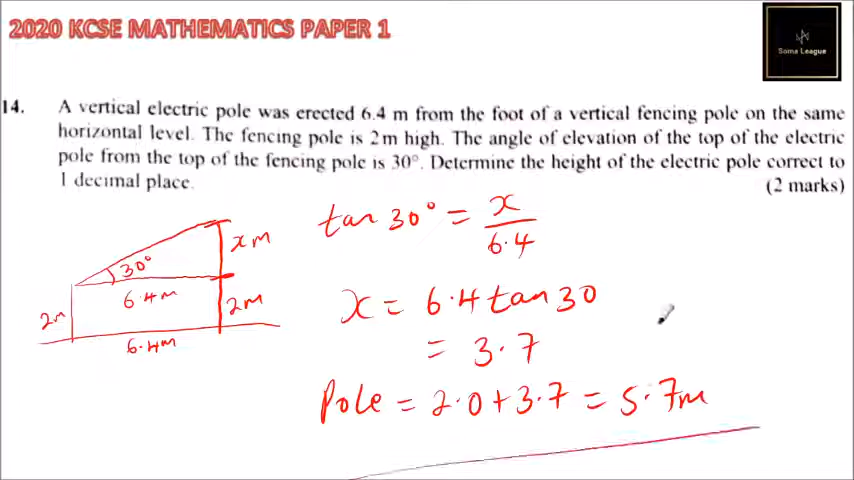 2020 KCSE MATHEMATICS PAPER 1
Soma League
14. A vertical electric pole was erected 6.4 m from the foot of a vertical fencing pole on the same
horizontal level. The fencing pole is 2m high. The angle of elevation of the top of the electric
pole from the top of the fencing pole is 30°. Determine the height of the electric pole correct to
1 decimal place. (2 marks)
tan 30° = x/6.4
x m
30°
6.4m
2m
2m
6.4m
x = 6.4 tan 30
= 3.7
Pole = 2.0 + 3.7 = 5.7m